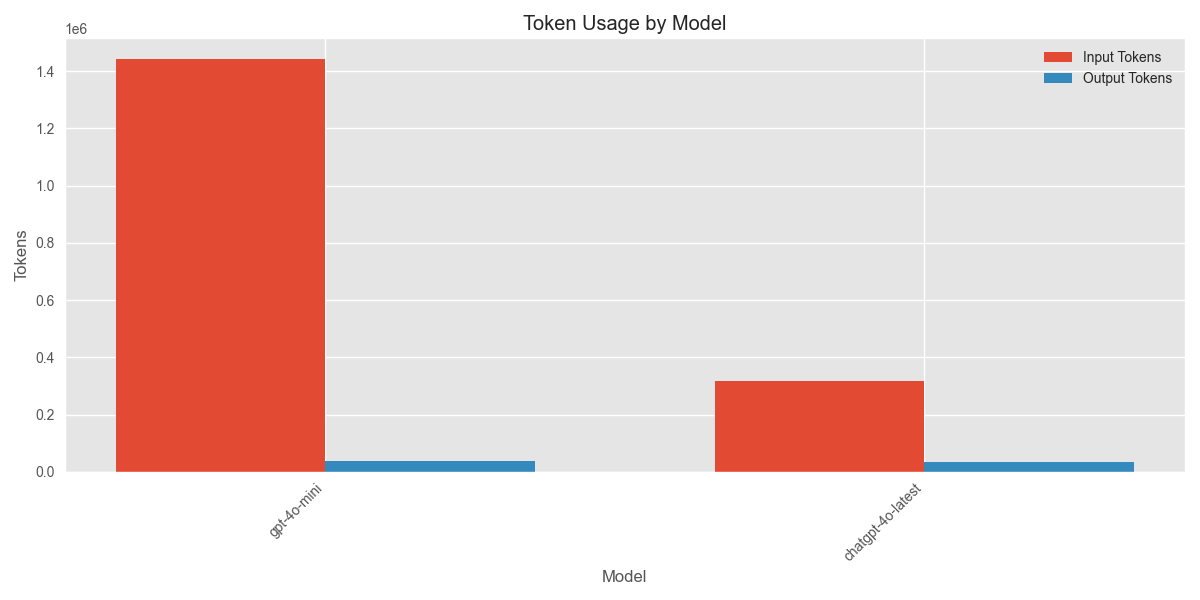 Token Usage by Model
1e6
Input Tokens
Output Tokens
1.4
1.2
1.0
0.8
0.6
0.4
0.2
0.0
Tokens
gpt-4o-mini
chatgpt-4o-latest
Model